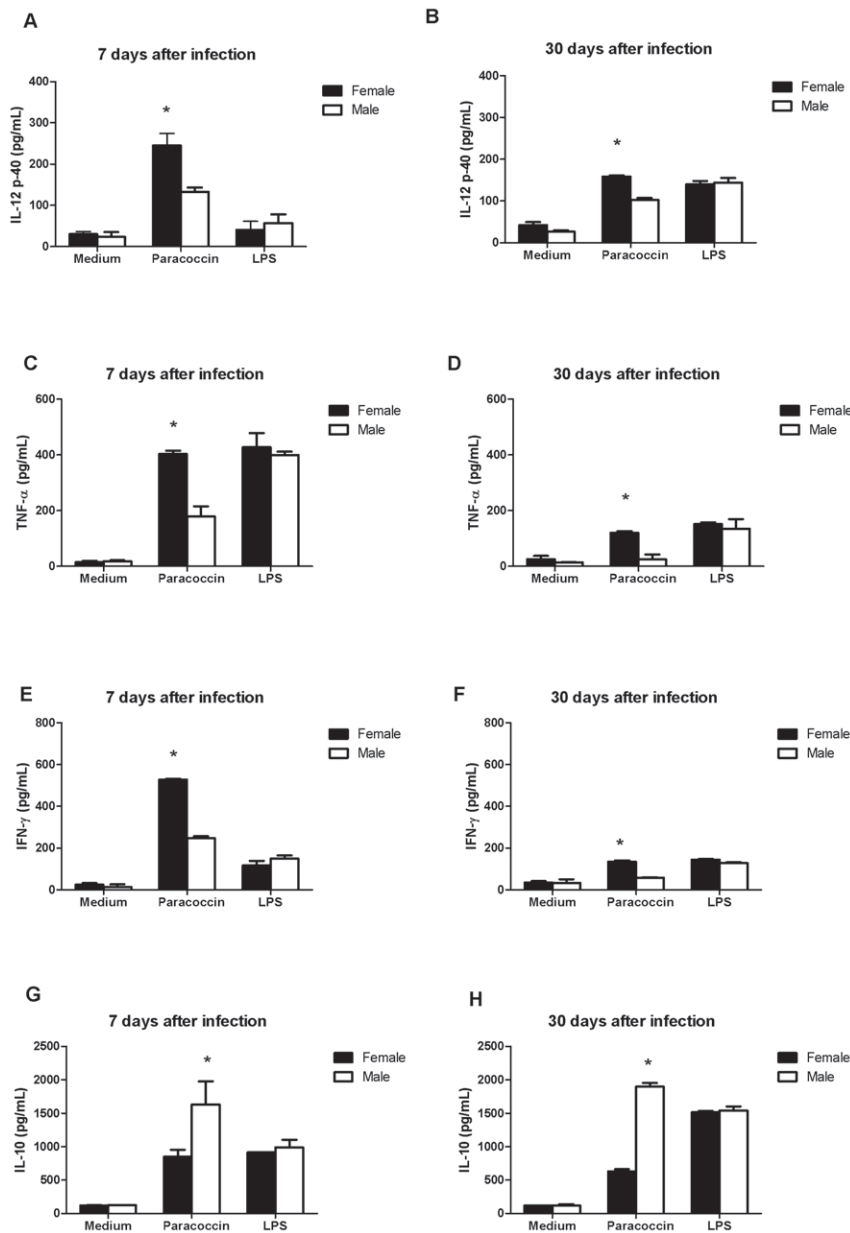 A
7 days after infection
IL-12 p-40 (pg/mL)
400
300
200
100
0
Medium Paracoccin LPS
Female
Male
*
B
30 days after infection
IL-12 p-40 (pg/mL)
400
300
200
100
0
Medium Paracoccin LPS
Female
Male
*
C
7 days after infection
TNF-α (pg/mL)
600
400
200
0
Medium Paracoccin LPS
Female
Male
*
D
30 days after infection
TNF-α (pg/mL)
600
400
200
0
Medium Paracoccin LPS
Female
Male
*
E
7 days after infection
IFN-γ (pg/mL)
800
600
400
200
0
Medium Paracoccin LPS
Female
Male
*
F
30 days after infection
IFN-γ (pg/mL)
800
600
400
200
0
Medium Paracoccin LPS
Female
Male
*
G
7 days after infection
IL-10 (pg/mL)
2500
2000
1500
1000
500
0
Medium Paracoccin LPS
Female
Male
*
H
30 days after infection
IL-10 (pg/mL)
2500
2000
1500
1000
500
0
Medium Paracoccin LPS
Female
Male
*